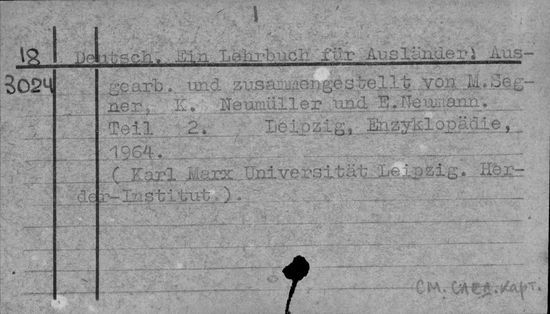 18
3024
Deutsch. Ein Lehrbuch für Ausländer! Aus-
gearb. und zusammengestellt von M.Seg-
ner, K. Neumüller und E.Neumann.
Teil 2. Leipzig, Enzyklopädie,
1964.
( Karl Marx Universität Leipzig. Her-
der-Institut.).
см. след. карт.